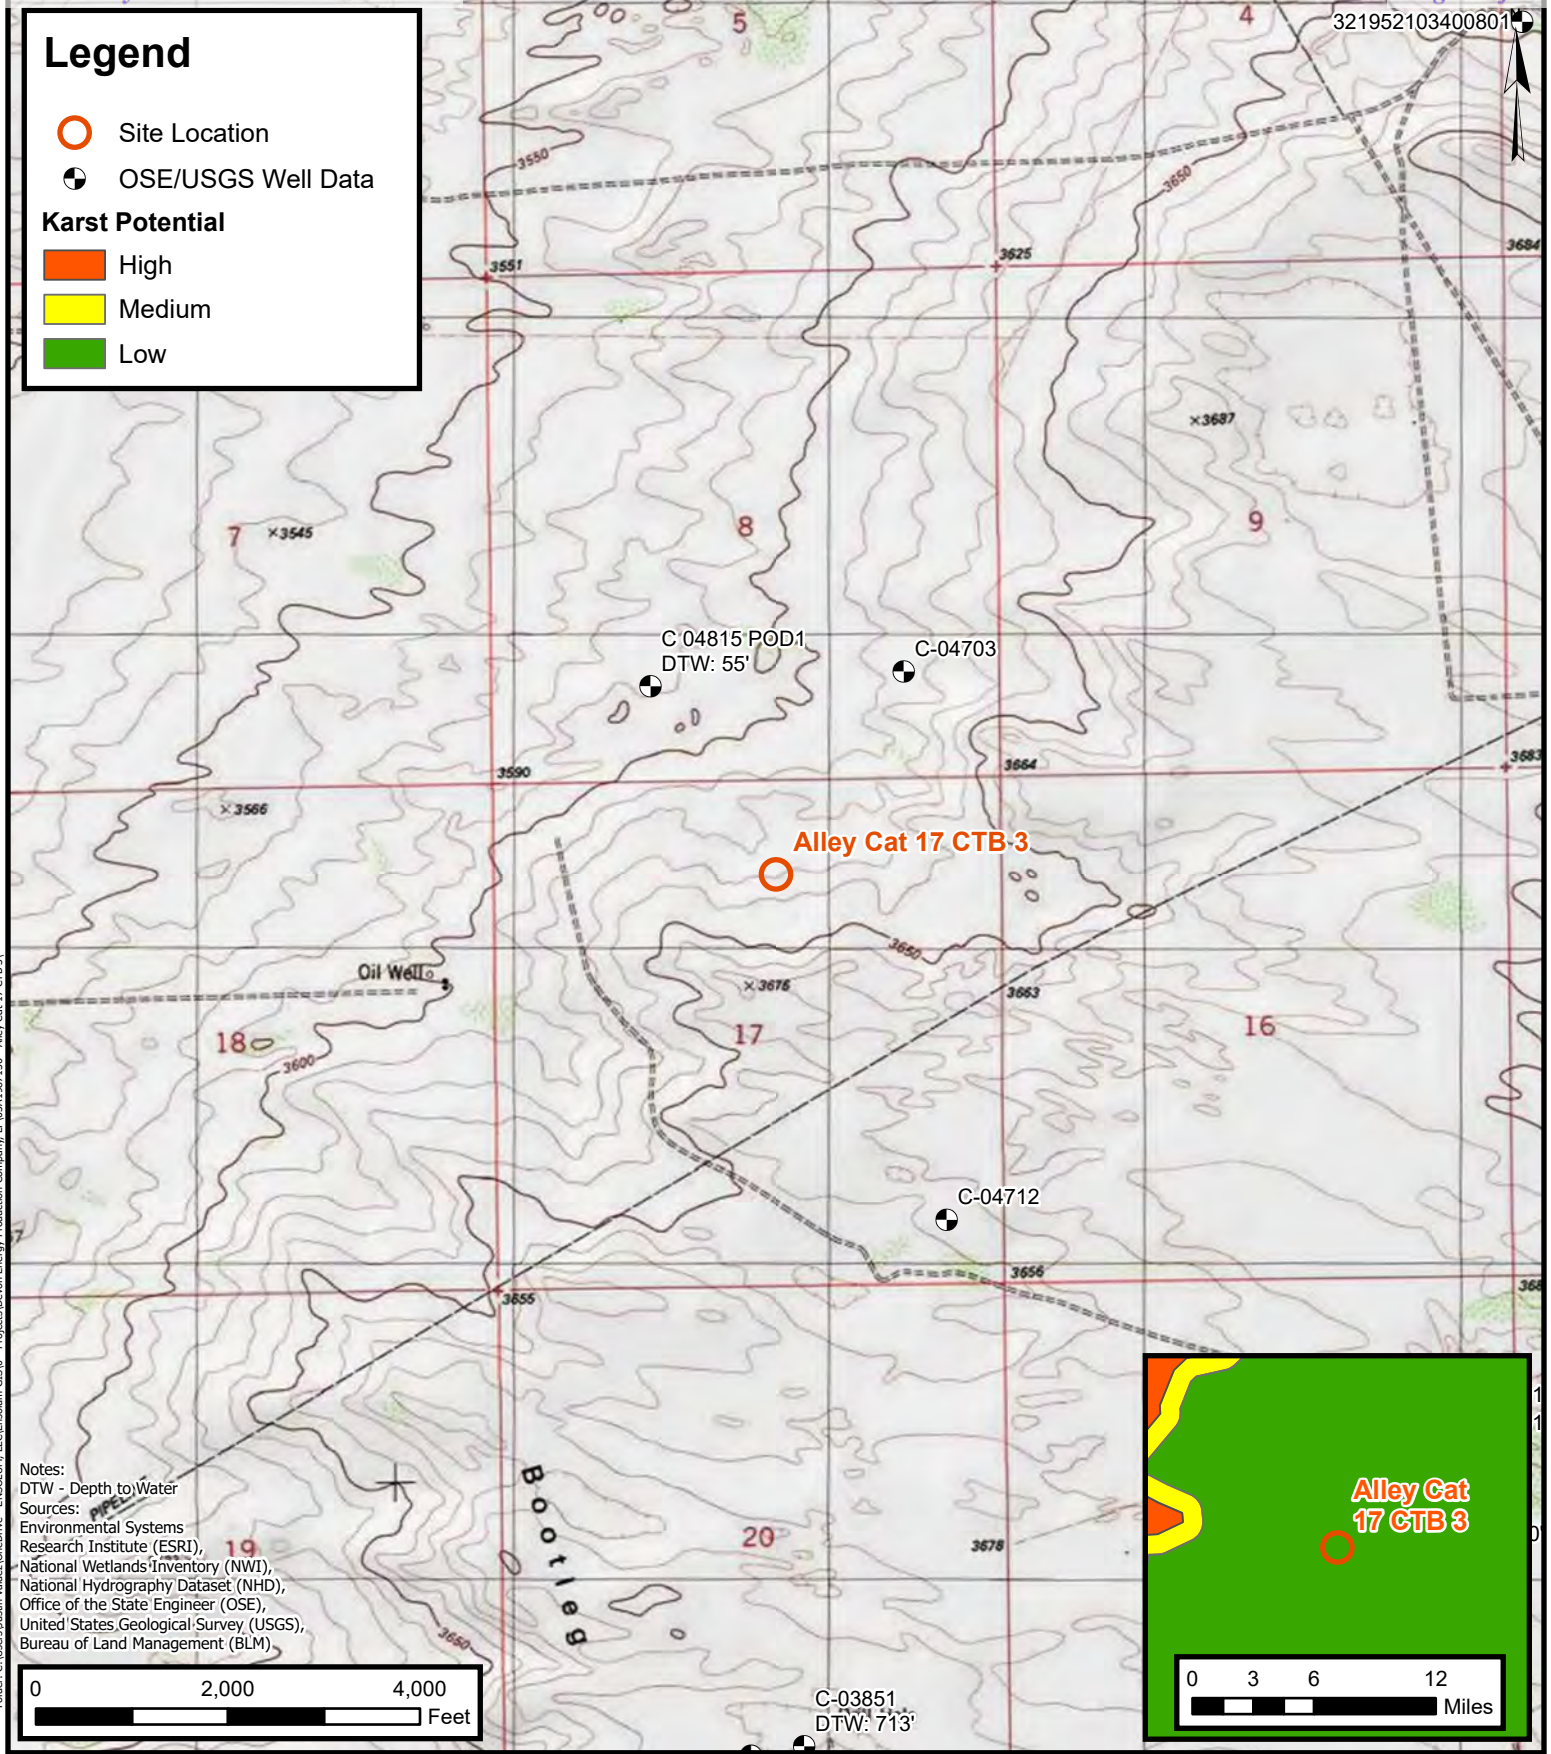 Legend
Site Location
OSE/USGS Well Data
Karst Potential
High
Medium
Low
5
4
321952103400801
3550
3650
3551
3625
3684
×3687
7
×3545
8
9
C 04815 POD1
DTW: 55'
C-04703
3590
3664
3683
×3566
Alley Cat 17 CTB 3
3650
Oil Well
×3676
3663
18
17
16
3600
C-04712
3656
3655
368
Bootleg
Notes:
DTW - Depth to Water
Sources:
Environmental Systems
Research Institute (ESRI),
National Wetlands Inventory (NWI),
National Hydrography Dataset (NHD),
Office of the State Engineer (OSE),
United States Geological Survey (USGS),
Bureau of Land Management (BLM)
19
20
3678
3650
Alley Cat
17 CTB 3
0 3 6 12
Miles
0 2,000 4,000
Feet
C-03851
DTW: 713'